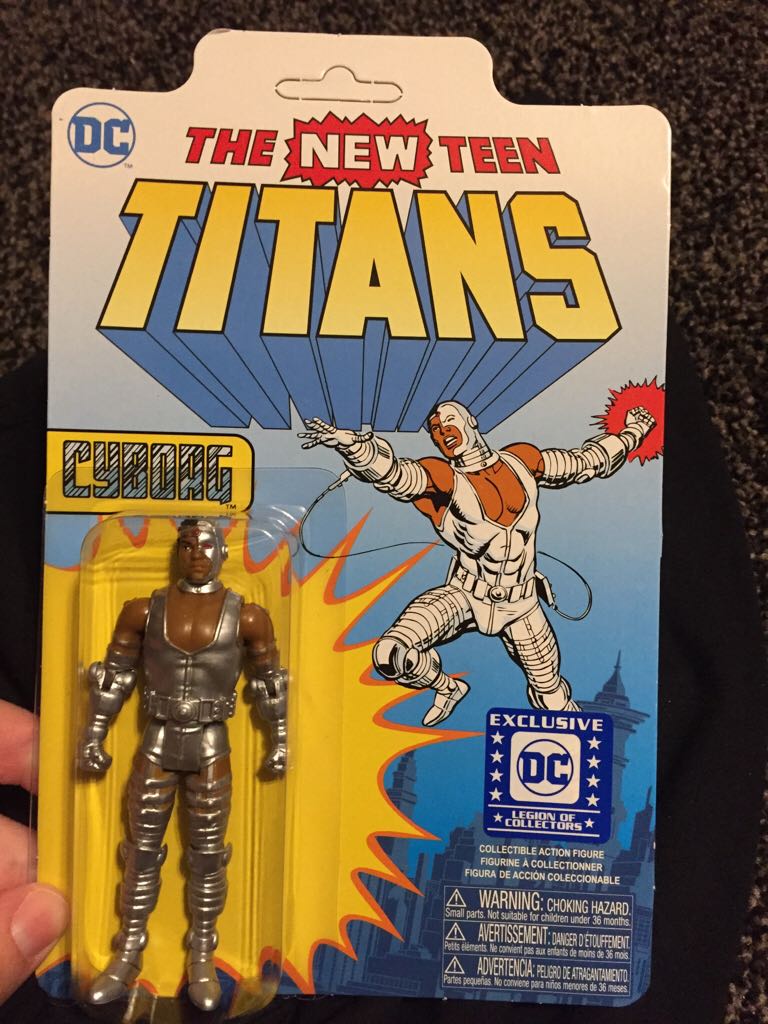 DC
™
THE NEW TEEN
TITANS
CYBORG
™
EXCLUSIVE
DC
LEGION OF
COLLECTORS
COLLECTIBLE ACTION FIGURE
FIGURINE À COLLECTIONNER
FIGURA DE ACCIÓN COLECCIONABLE
WARNING: CHOKING HAZARD.
Small parts. Not suitable for children under 36 months.
AVERTISSEMENT: DANGER D'ÉTOUFFEMENT.
Petits éléments. Ne convient pas aux enfants de moins de 36 mois.
ADVERTENCIA: PELIGRO DE ATRAGANTAMIENTO.
Partes pequeñas. No conviene para niños menores de 36 meses.